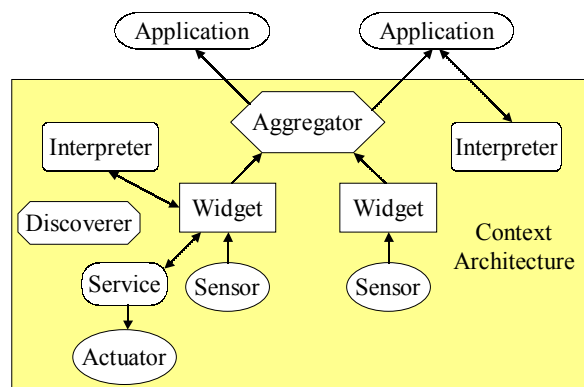 Application
Application
Aggregator
Interpreter
Interpreter
Widget
Widget
Discoverer
Context
Architecture
Service
Sensor
Sensor
Actuator